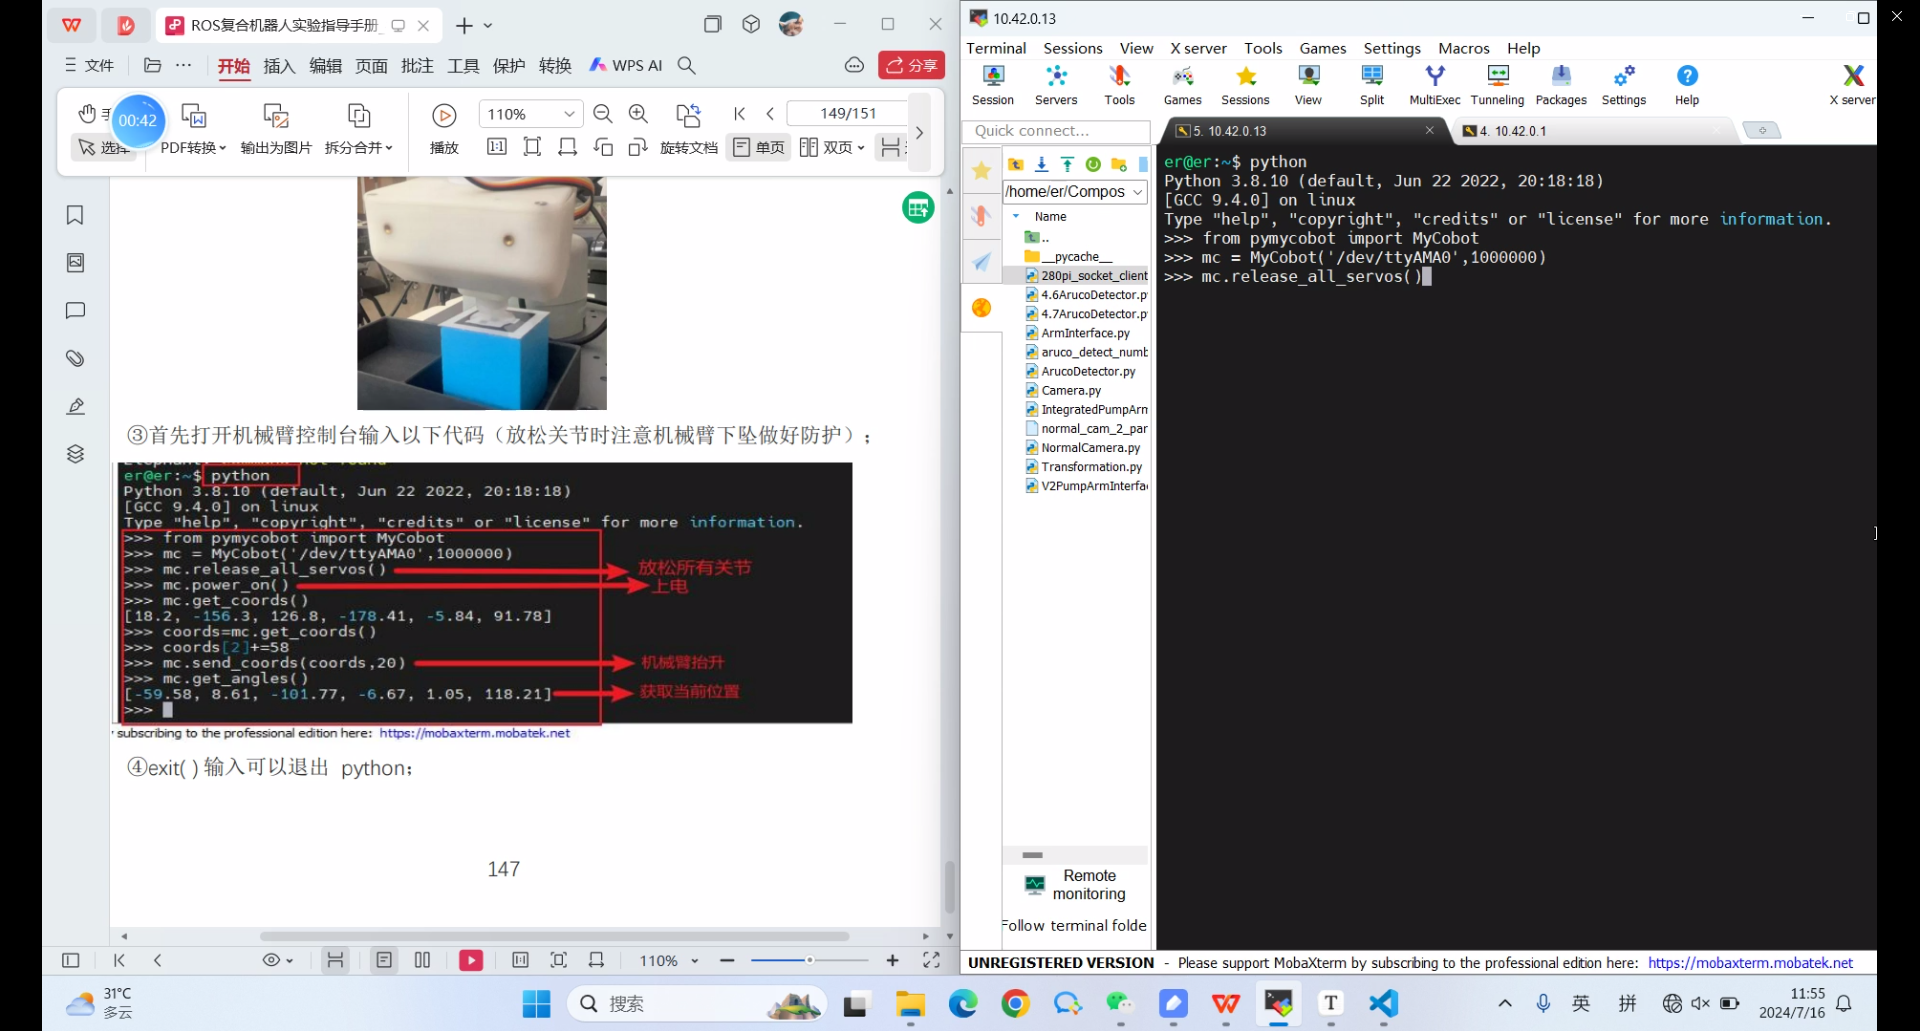 ROS复合机器人实验指导手册_
文件
开始 插入 编辑 页面 批注 工具 保护 转换 WPS AI
分享
00:42
选择
PDF转换
输出为图片
拆分合并
播放
110%
149/151
旋转文档
单页
双页
③首先打开机械臂控制台输入以下代码（放松关节时注意机械臂下坠做好防护）；
er@er:~$ python
Python 3.8.10 (default, Jun 22 2022, 20:18:18)
[GCC 9.4.0] on linux
Type "help", "copyright", "credits" or "license" for more information.
>>> from pymycobot import MyCobot
>>> mc = MyCobot('/dev/ttyAMA0',1000000)
>>> mc.release_all_servos() 放松所有关节
>>> mc.power_on() 上电
>>> mc.get_coords()
[18.2, -156.3, 126.8, -178.41, -5.84, 91.78]
>>> coords=mc.get_coords()
>>> coords[2]+=58
>>> mc.send_coords(coords,20) 机械臂抬升
>>> mc.get_angles()
[-59.58, 8.61, -101.77, -6.67, 1.05, 118.21] 获取当前位置
>>>
subscribing to the professional edition here: https://mobaxterm.mobatek.net
④exit( ) 输入可以退出 python；
147
110%
10.42.0.13
Terminal Sessions View X server Tools Games Settings Macros Help
Session Servers Tools Games Sessions View Split MultiExec Tunneling Packages Settings Help X server
Quick connect...
5. 10.42.0.13
4. 10.42.0.1
/home/er/Compos
Name
..
__pycache__
280pi_socket_client
4.6ArucoDetector.p
4.7ArucoDetector.p
ArmInterface.py
aruco_detect_numb
ArucoDetector.py
Camera.py
IntegratedPumpArm
normal_cam_2_par
NormalCamera.py
Transformation.py
V2PumpArmInterfa
Remote
monitoring
Follow terminal folde
er@er:~$ python
Python 3.8.10 (default, Jun 22 2022, 20:18:18)
[GCC 9.4.0] on linux
Type "help", "copyright", "credits" or "license" for more information.
>>> from pymycobot import MyCobot
>>> mc = MyCobot('/dev/ttyAMA0',1000000)
>>> mc.release_all_servos()
UNREGISTERED VERSION - Please support MobaXterm by subscribing to the professional edition here: https://mobaxterm.mobatek.net
31°C
多云
搜索
英
拼
11:55
2024/7/16